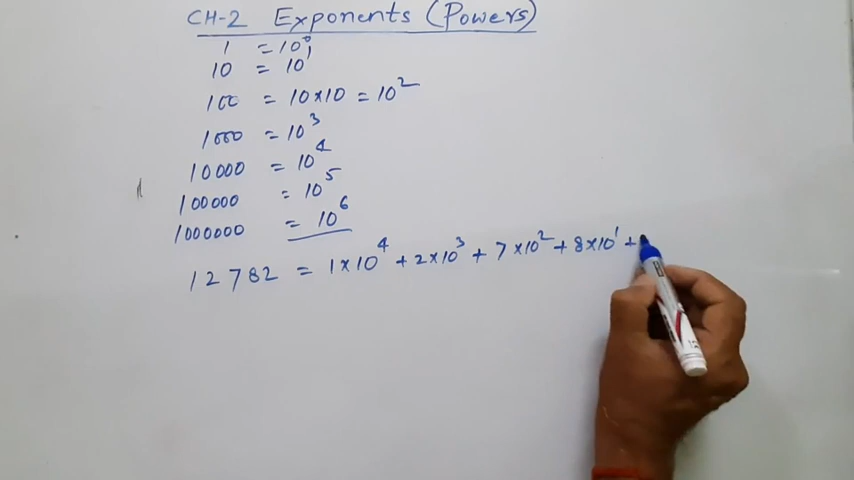 CH-2 Exponents (Powers)
1 = 10⁰
10 = 10¹
100 = 10×10 = 10²
1000 = 10³
10000 = 10⁴
100000 = 10⁵
1000000 = 10⁶
12782 = 1×10⁴ + 2×10³ + 7×10² + 8×10¹ +